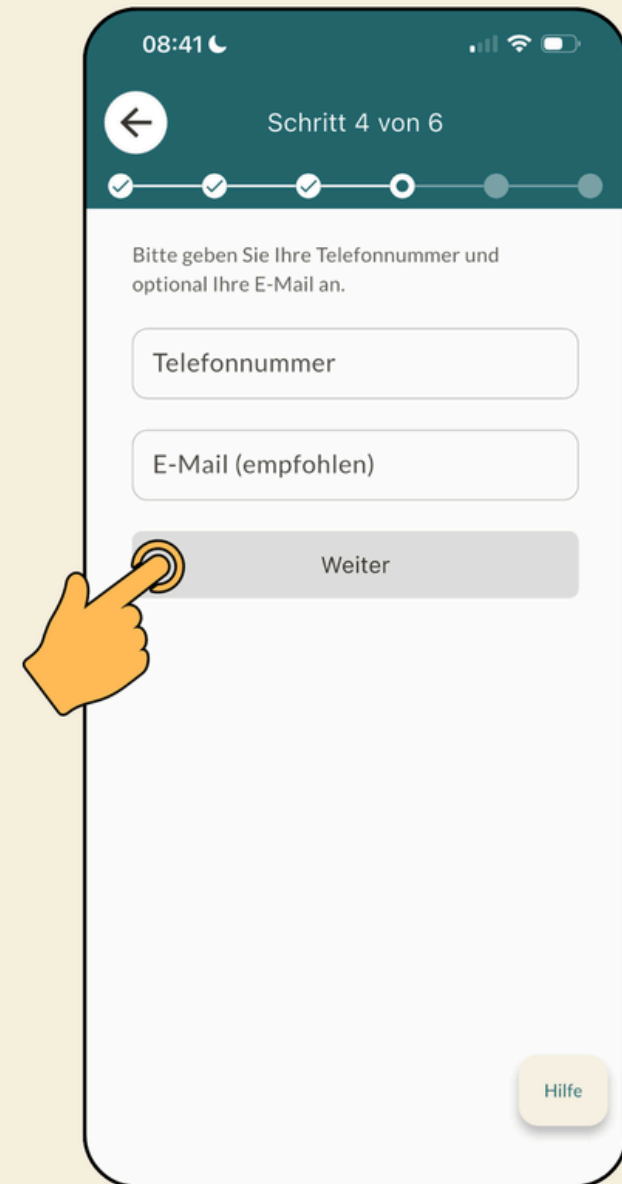 08:41
Schritt 4 von 6
Bitte geben Sie Ihre Telefonnummer und
optional Ihre E-Mail an.
Telefonnummer
E-Mail (empfohlen)
Weiter
Hilfe